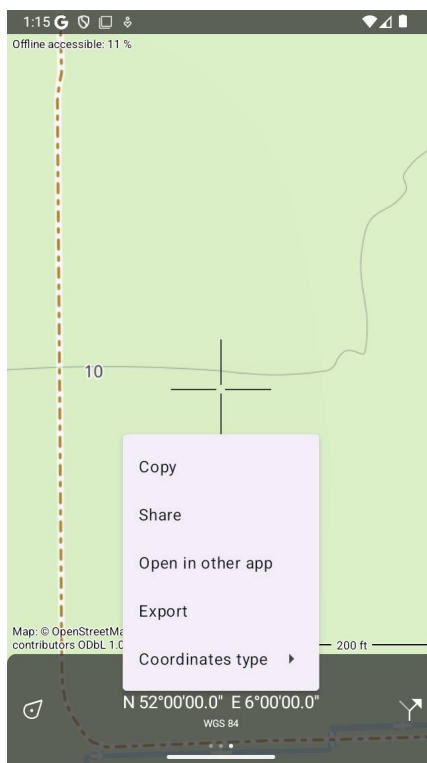 1:15
Offline accessible: 11 %
10
Copy
Share
Open in other app
Export
Coordinates type
Map: © OpenStreetMa
contributors ODbL 1.0
200 ft
N 52°00'00.0" E 6°00'00.0"
WGS 84